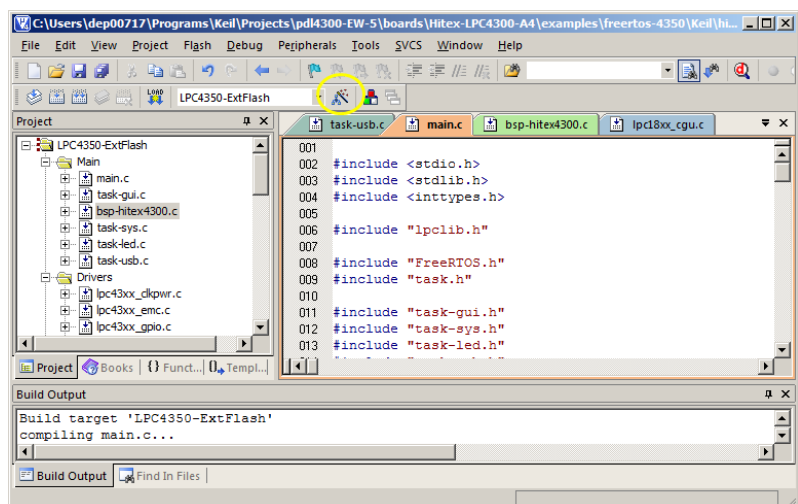 C:\Users\dep00717\Programs\Keil\Projects\pdl4300-EW-5\boards\Hitex-LPC4300-A4\examples\freertos-4350\Keil\hi...
File Edit View Project Flash Debug Peripherals Tools SVCS Window Help
LOAD LPC4350-ExtFlash
Project
task-usb.c main.c bsp-hitex4300.c lpc18xx_cgu.c
LPC4350-ExtFlash
Main
main.c
task-gui.c
bsp-hitex4300.c
task-sys.c
task-led.c
task-usb.c
Drivers
lpc43xx_clkpwr.c
lpc43xx_emc.c
lpc43xx_gpio.c
001
002 #include <stdio.h>
003 #include <stdlib.h>
004 #include <inttypes.h>
005
006 #include "lpclib.h"
007
008 #include "FreeRTOS.h"
009 #include "task.h"
010
011 #include "task-gui.h"
012 #include "task-sys.h"
013 #include "task-led.h"
Project Books {} Funct... 0 Templ...
Build Output
Build target 'LPC4350-ExtFlash'
compiling main.c...
Build Output Find In Files